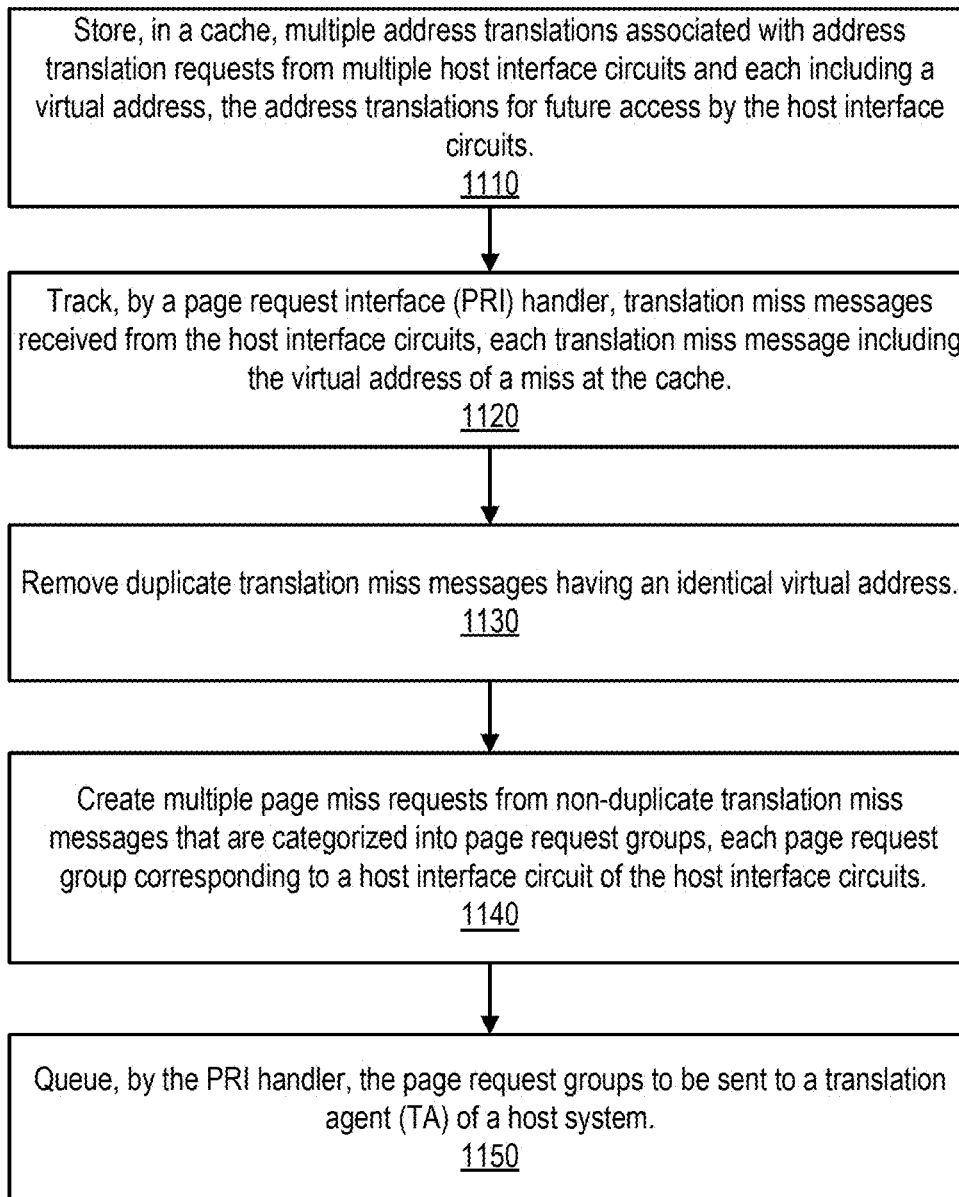 Store, in a cache, multiple address translations associated with address
translation requests from multiple host interface circuits and each including a
virtual address, the address translations for future access by the host interface
circuits.
1110
Track, by a page request interface (PRI) handler, translation miss messages
received from the host interface circuits, each translation miss message including
the virtual address of a miss at the cache.
1120
Remove duplicate translation miss messages having an identical virtual address.
1130
Create multiple page miss requests from non-duplicate translation miss
messages that are categorized into page request groups, each page request
group corresponding to a host interface circuit of the host interface circuits.
1140
Queue, by the PRI handler, the page request groups to be sent to a translation
agent (TA) of a host system.
1150